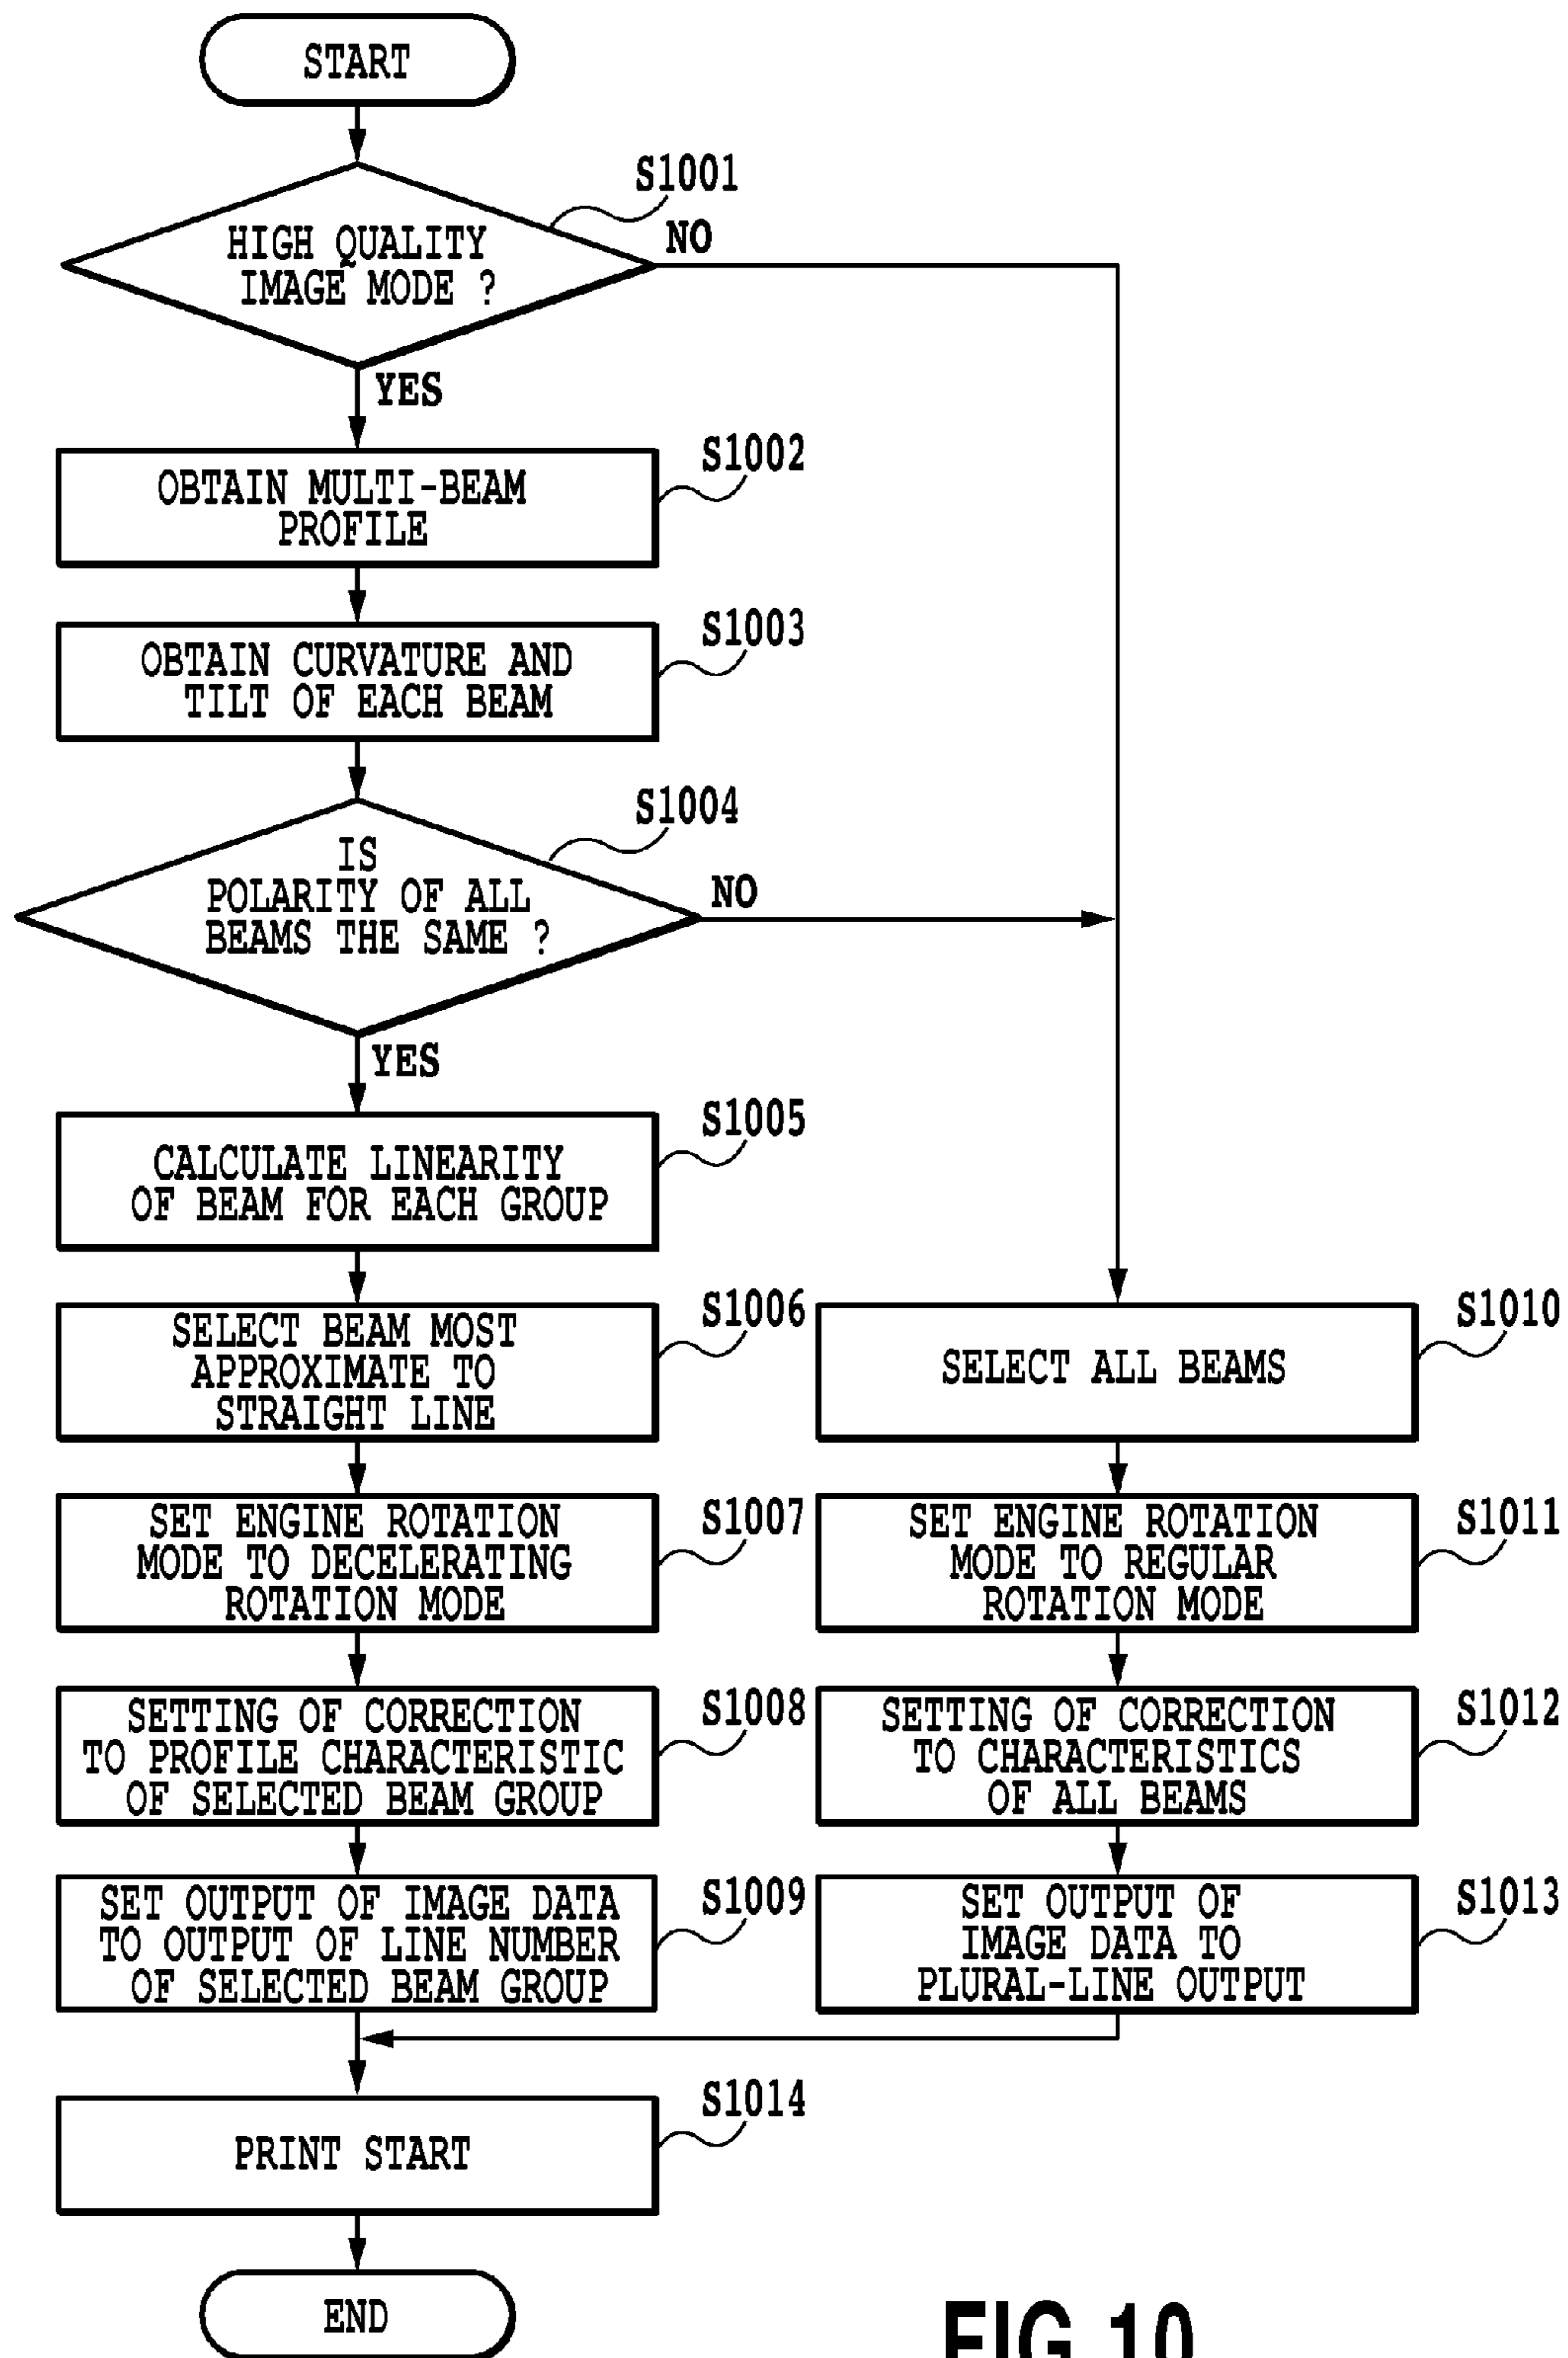 START
S1001
HIGH QUALITY
IMAGE MODE ?
NO
YES
S1002
OBTAIN MULTI-BEAM
PROFILE
S1003
OBTAIN CURVATURE AND
TILT OF EACH BEAM
S1004
IS
POLARITY OF ALL
BEAMS THE SAME ?
NO
YES
S1005
CALCULATE LINEARITY
OF BEAM FOR EACH GROUP
S1006
SELECT BEAM MOST
APPROXIMATE TO
STRAIGHT LINE
S1010
SELECT ALL BEAMS
S1007
SET ENGINE ROTATION
MODE TO DECELERATING
ROTATION MODE
S1011
SET ENGINE ROTATION
MODE TO REGULAR
ROTATION MODE
S1008
SETTING OF CORRECTION
TO PROFILE CHARACTERISTIC
OF SELECTED BEAM GROUP
S1012
SETTING OF CORRECTION
TO CHARACTERISTICS
OF ALL BEAMS
S1009
SET OUTPUT OF IMAGE DATA
TO OUTPUT OF LINE NUMBER
OF SELECTED BEAM GROUP
S1013
SET OUTPUT OF
IMAGE DATA TO
PLURAL-LINE OUTPUT
S1014
PRINT START
END
FIG.10